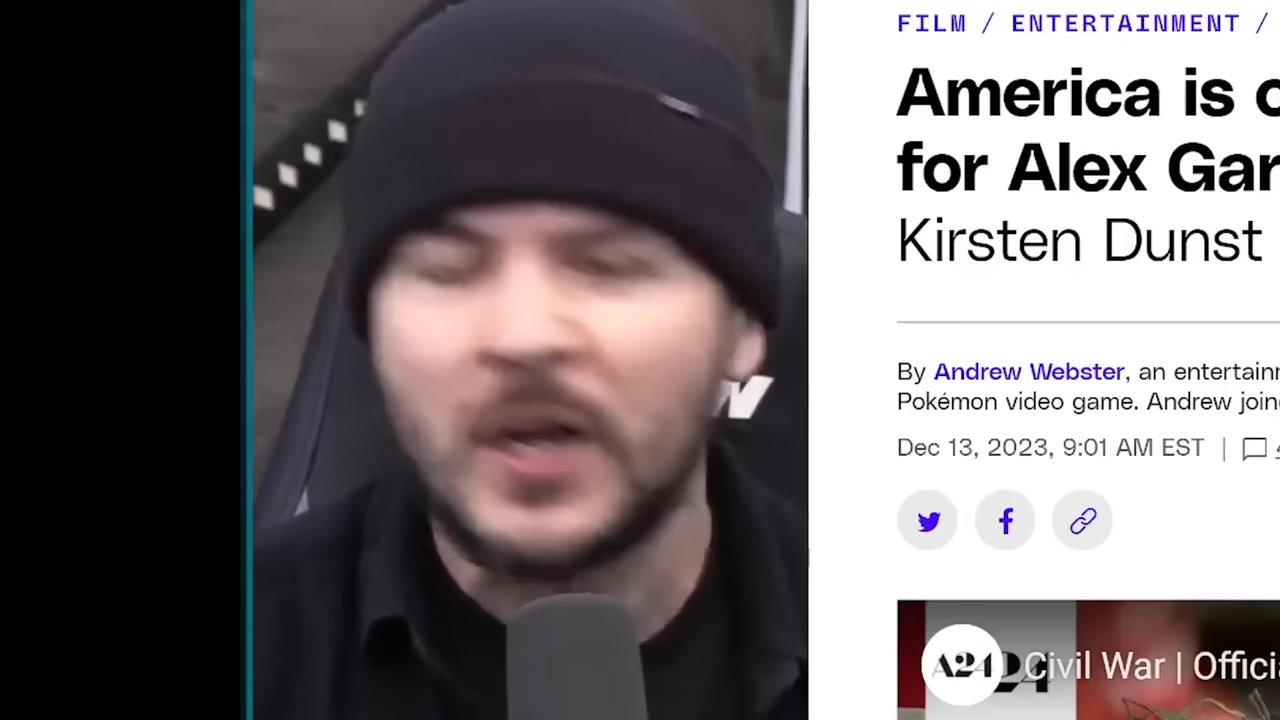 FILM / ENTERTAINMENT /
America is
for Alex Gar
Kirsten Dunst
By Andrew Webster, an entertain
Pokémon video game. Andrew join
Dec 13, 2023, 9:01 AM EST |
A24
Civil War | Offici